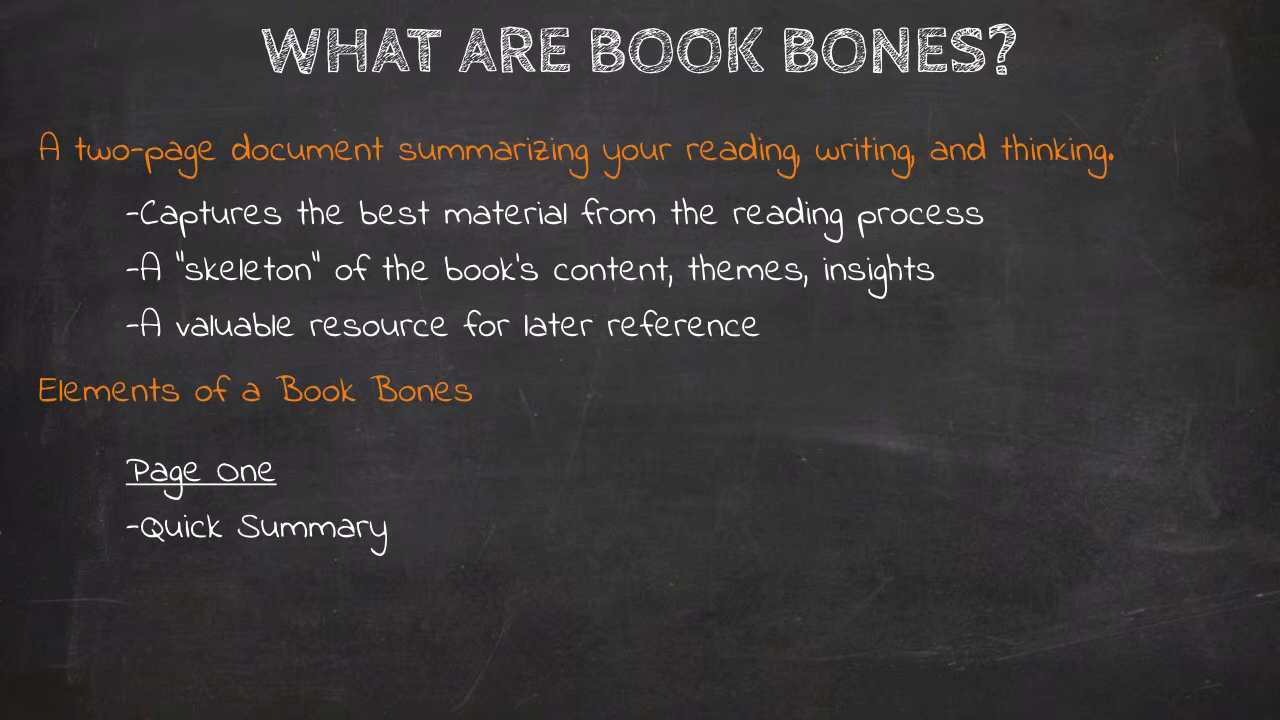 WHAT ARE BOOK BONES?
A two-page document summarizing your reading, writing, and thinking.
-Captures the best material from the reading process
-A "skeleton" of the book's content, themes, insights
-A valuable resource for later reference
Elements of a Book Bones
Page One
-Quick Summary